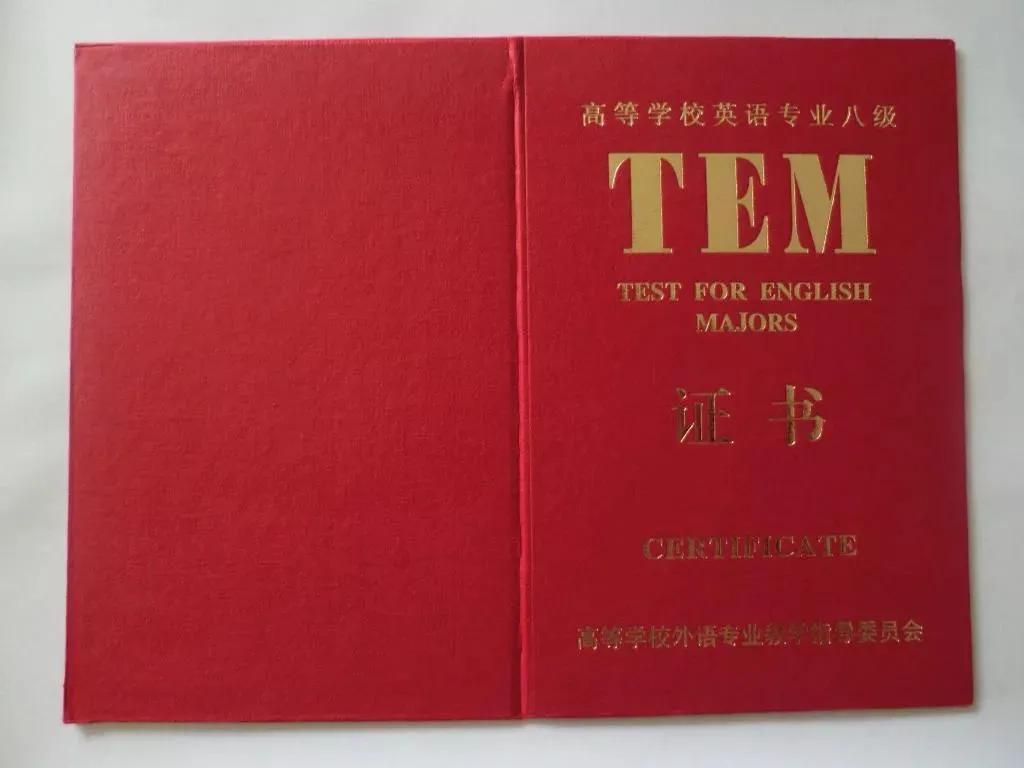 高等学校英语专业八级
TEM
TEST FOR ENGLISH
MAJORS
证书
CERTIFICATE
高等学校外语专业教学指导委员会